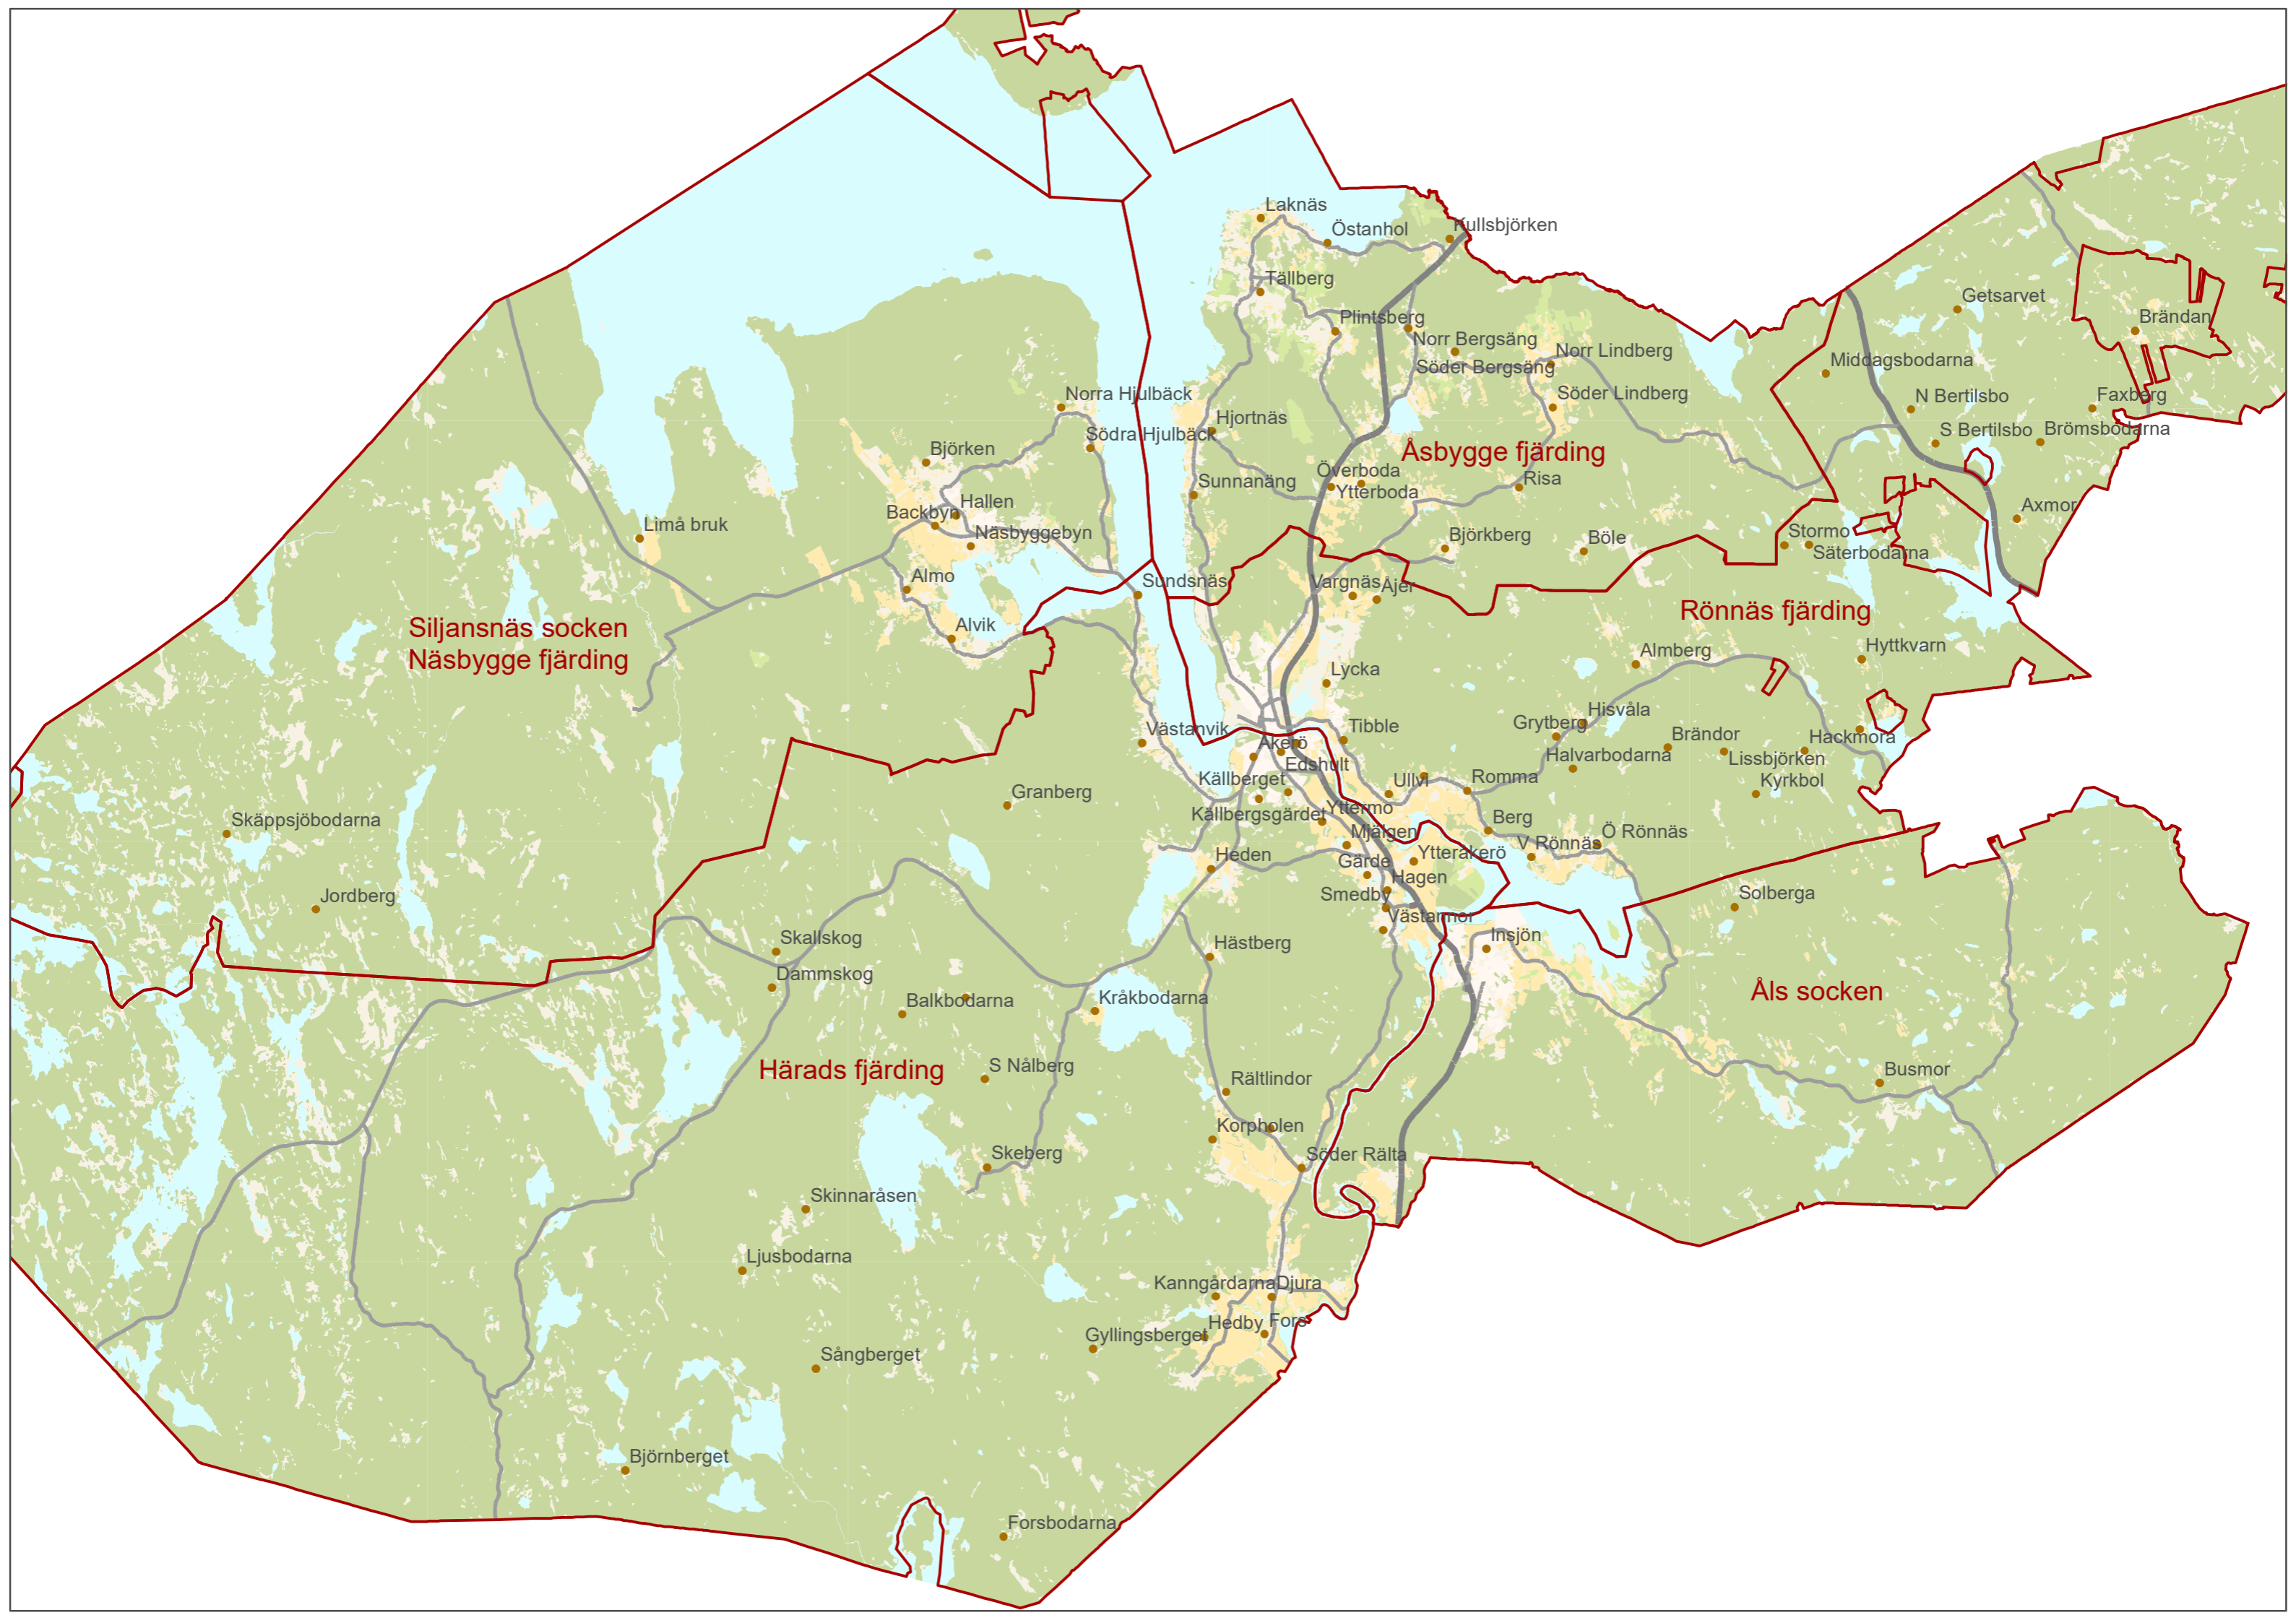 Laknäs
Östanhol
Kullsbjörken
Tällberg
Getsarvet
Plintsberg
Brändan
Norr Bergsäng
Norr Lindberg
Söder Bergsäng
Middagsbodarna
Norra Hjulbäck
Söder Lindberg
N Bertilsbo
Faxberg
Hjortnäs
Södra Hjulbäck
S Bertilsbo
Brömsbodarna
Björken
Åsbygge fjärding
Överboda
Sunnanäng
Risa
Ytterboda
Hallen
Backbyn
Axmor
Limå bruk
Näsbyggebyn
Björkberg
Böle
Stormo
Säterbodarna
Almo
Sundsnäs
Vargnäs
Åjer
Rönnäs fjärding
Siljansnäs socken
Näsbygge fjärding
Alvik
Hyttkvarn
Almberg
Lycka
Hisvåla
Grytberg
Västanvik
Tibble
Brändor
Hackmora
Åkerö
Halvarbodarna
Lissbjörken
Edshult
Källberget
Ullvi
Romma
Kyrkbol
Granberg
Yttermo
Källbergsgärdet
Skäppsjöbodarna
Berg
Mjälgen
Ö Rönnäs
V Rönnäs
Heden
Gärde
Ytteråkerö
Hagen
Jordberg
Smedby
Solberga
Västanmor
Skallskog
Hästberg
Insjön
Dammskog
Åls socken
Balkbodarna
Kråkbodarna
Härads fjärding
S Nålberg
Busmor
Rältlindor
Korpholen
Skeberg
Söder Rälta
Skinnaråsen
Ljusbodarna
Kanngårdarna
Djura
Hedby
Fors
Gyllingsberget
Sångberget
Björnberget
Forsbodarna